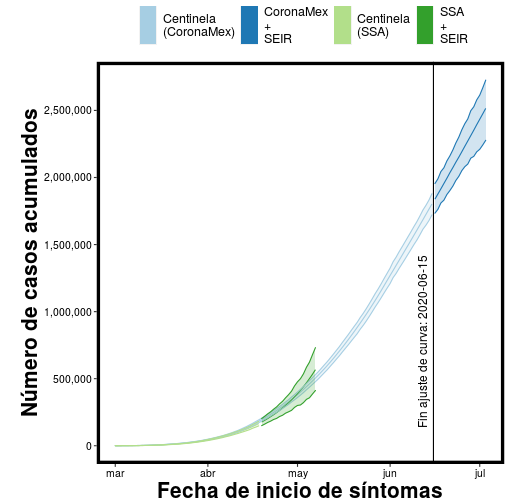 Centinela
(CoronaMex)
CoronaMex
+
SEIR
Centinela
(SSA)
SSA
+
SEIR
Número de casos acumulados
2,500,000
2,000,000
1,500,000
1,000,000
500,000
0
Fin ajuste de curva: 2020-06-15
mar
abr
may
jun
jul
Fecha de inicio de síntomas